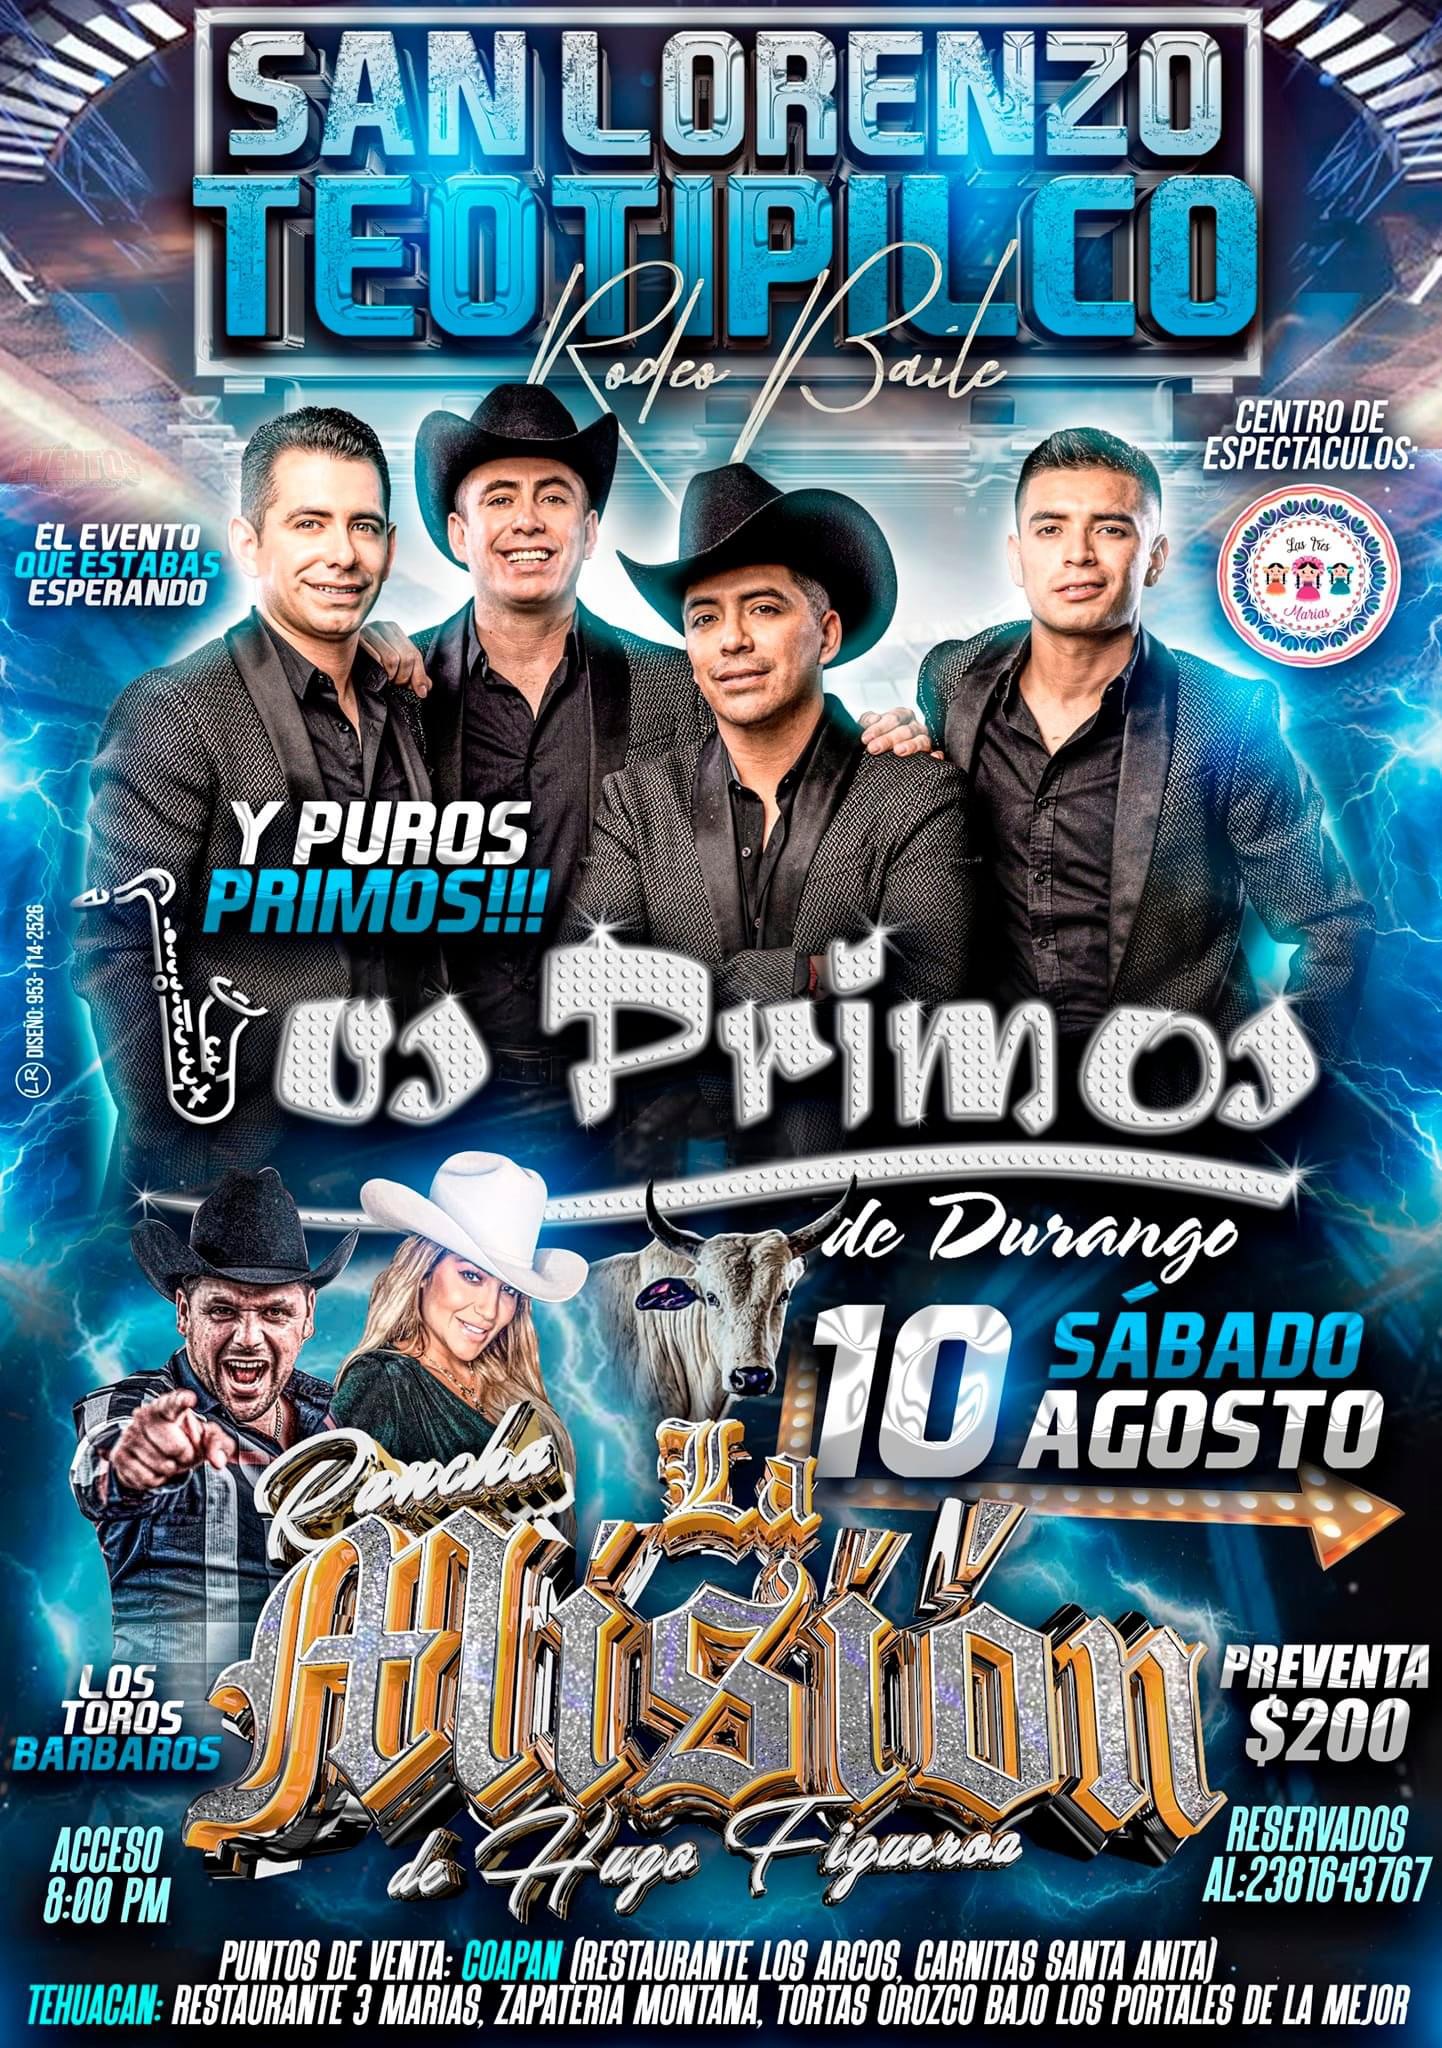 SAN LORENZO
TEOTIPILCO
Rodeo Baile
CENTRO DE
ESPECTACULOS:
Las tres
Marias
EVENTOS
EL EVENTO
QUE ESTABAS
ESPERANDO
Y PUROS
PRIMOS!!!
Los Primos
de Durango
LR DISEÑO: 953-114-2526
10 SÁBADO
AGOSTO
Rancho
La
Misión
de Hugo Figueroa
LOS
TOROS
BARBAROS
PREVENTA
$200
ACCESO
8:00 PM
RESERVADOS
AL:2381643767
PUNTOS DE VENTA: COAPAN (RESTAURANTE LOS ARCOS, CARNITAS SANTA ANITA)
TEHUACAN: RESTAURANTE 3 MARIAS, ZAPATERIA MONTANA, TORTAS OROZCO BAJO LOS PORTALES DE LA MEJOR